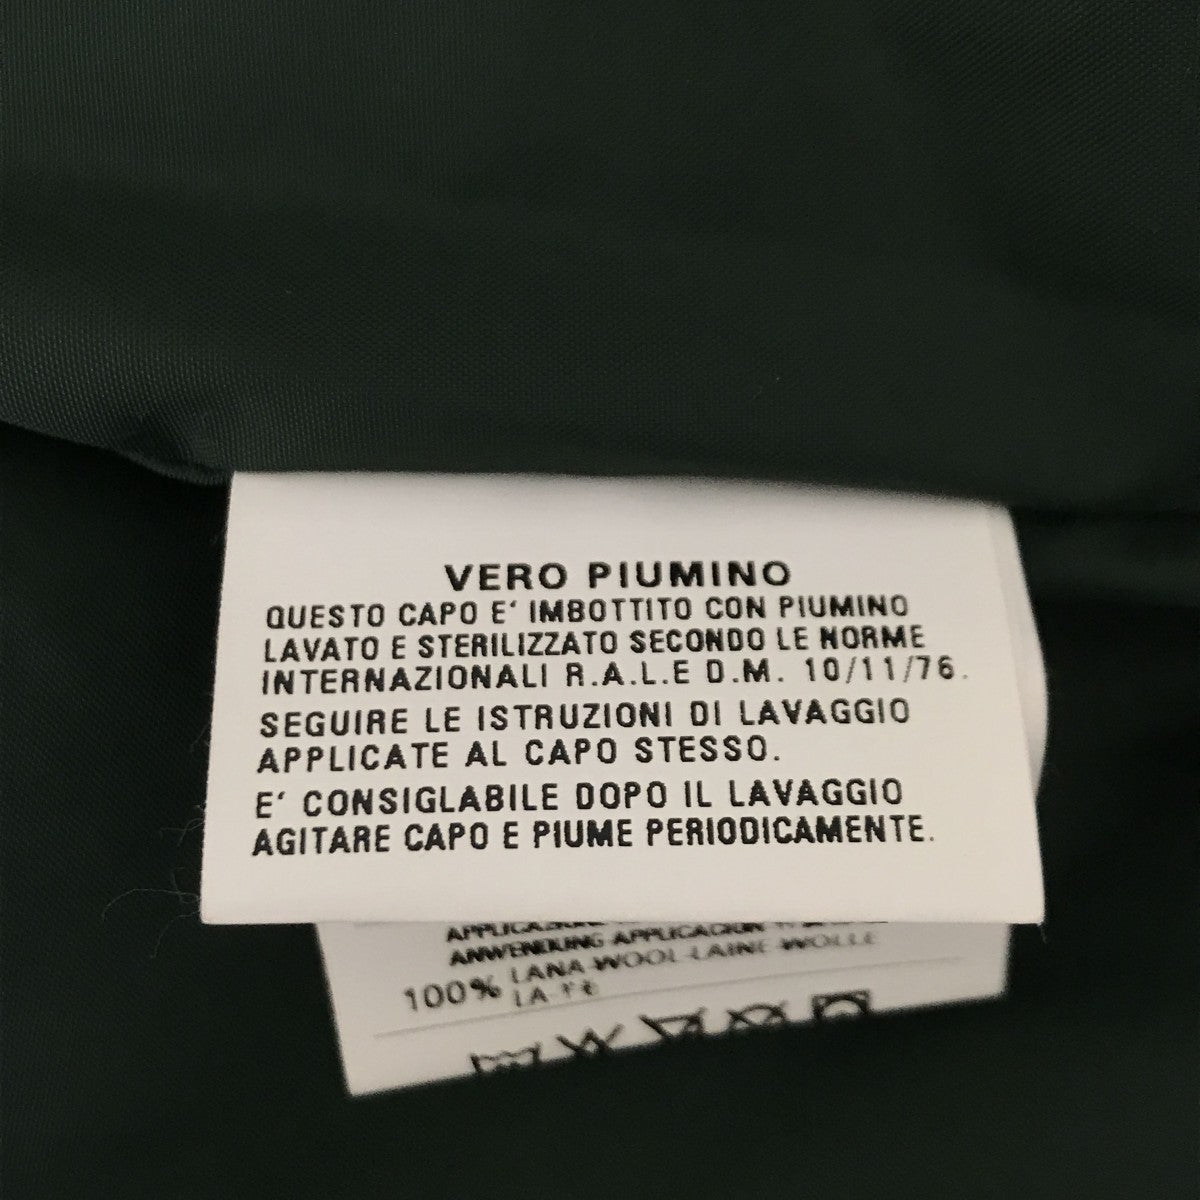 VERO PIUMINO
QUESTO CAPO E' IMBOTTITO CON PIUMINO
LAVATO E STERILIZZATO SECONDO LE NORME
INTERNAZIONALI R.A.L.E D.M. 10/11/76.
SEGUIRE LE ISTRUZIONI DI LAVAGGIO
APPLICATE AL CAPO STESSO.
E' CONSIGLABILE DOPO IL LAVAGGIO
AGITARE CAPO E PIUME PERIODICAMENTE.
ANWENDUNG APPLICACION
100% LANA WOOL LAINE WOLLE